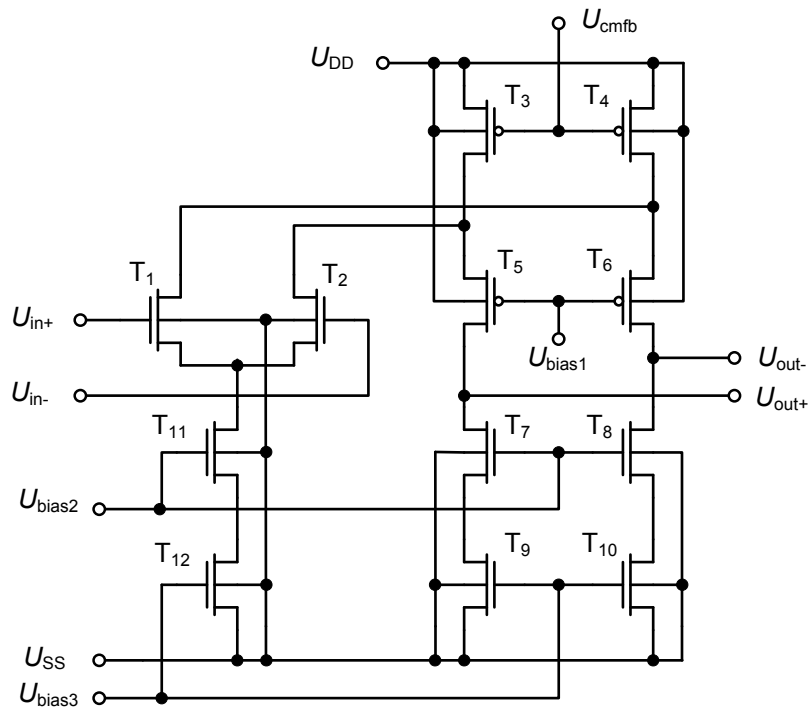 U_cmfb
U_DD
T_3
T_4
T_1
T_2
T_5
T_6
U_in+
U_bias1
U_out-
U_in-
U_out+
T_11
T_7
T_8
U_bias2
T_12
T_9
T_10
U_SS
U_bias3